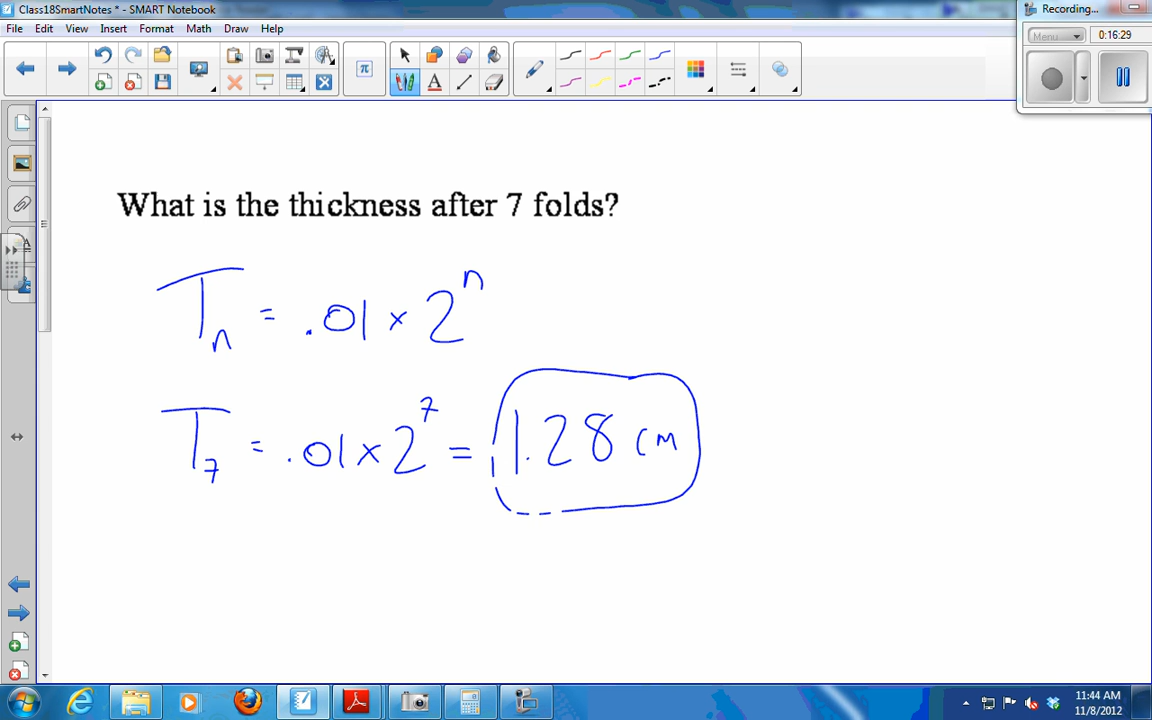 Class18SmartNotes * - SMART Notebook
Recording...
File Edit View Insert Format Math Draw Help
Menu 0:16:29
π
A
What is the thickness after 7 folds?
Tn = .01 × 2^n
T7 = .01 × 2^7 = 1.28 cm
11:44 AM
11/8/2012